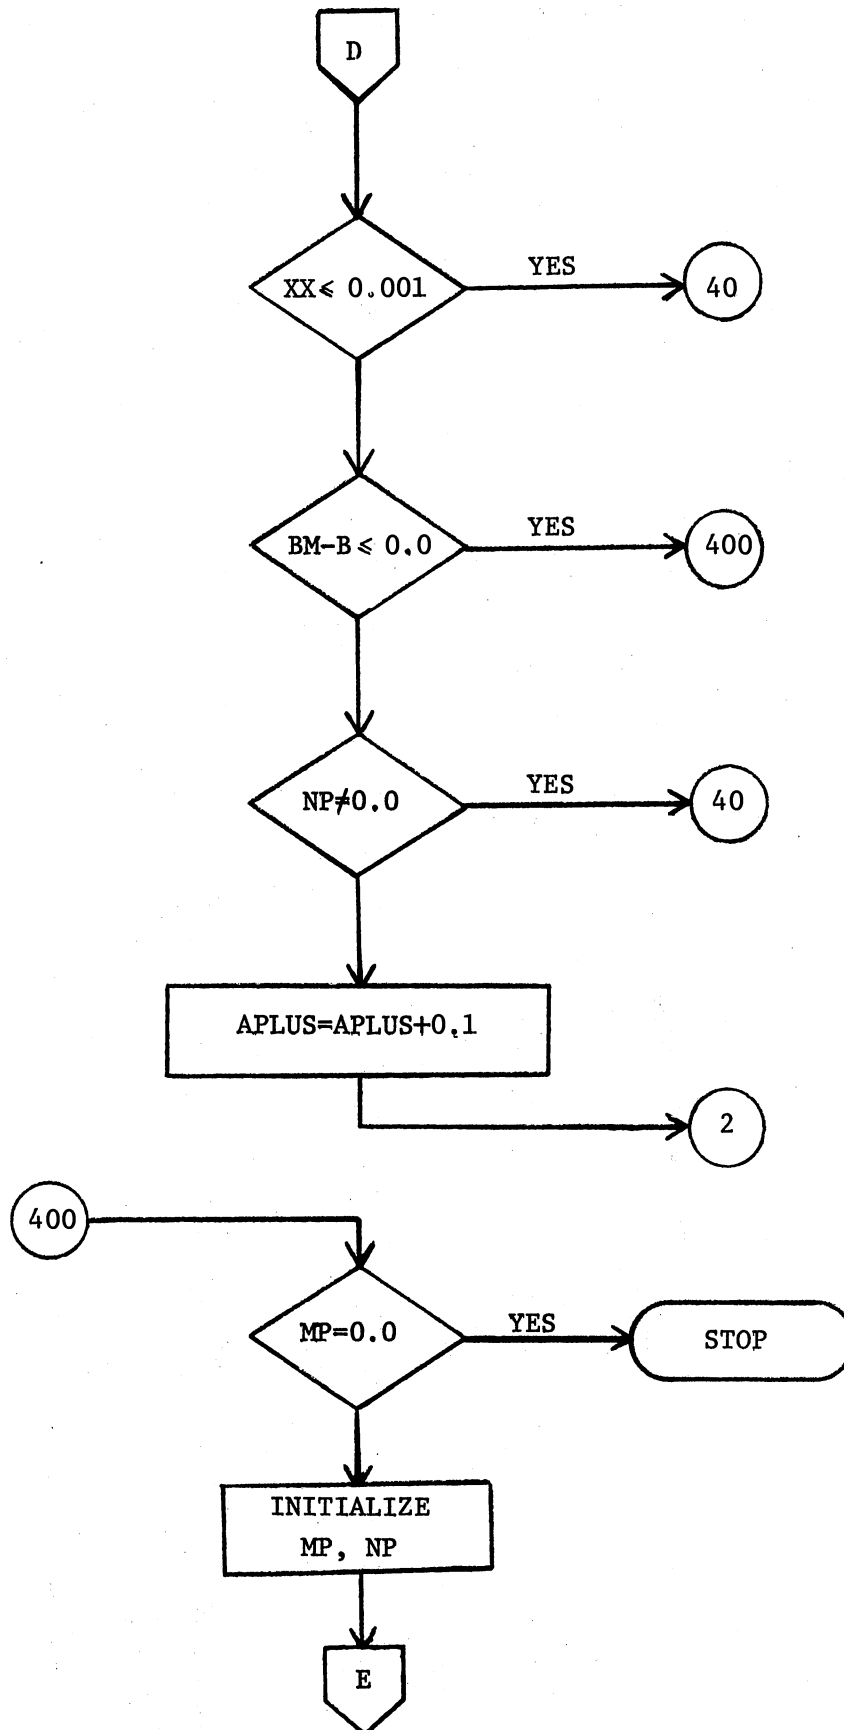 D
XX ≤ 0.001
YES
40
BM-B ≤ 0.0
YES
400
NP≠0.0
YES
40
APLUS=APLUS+0.1
2
400
MP=0.0
YES
STOP
INITIALIZE
MP, NP
E